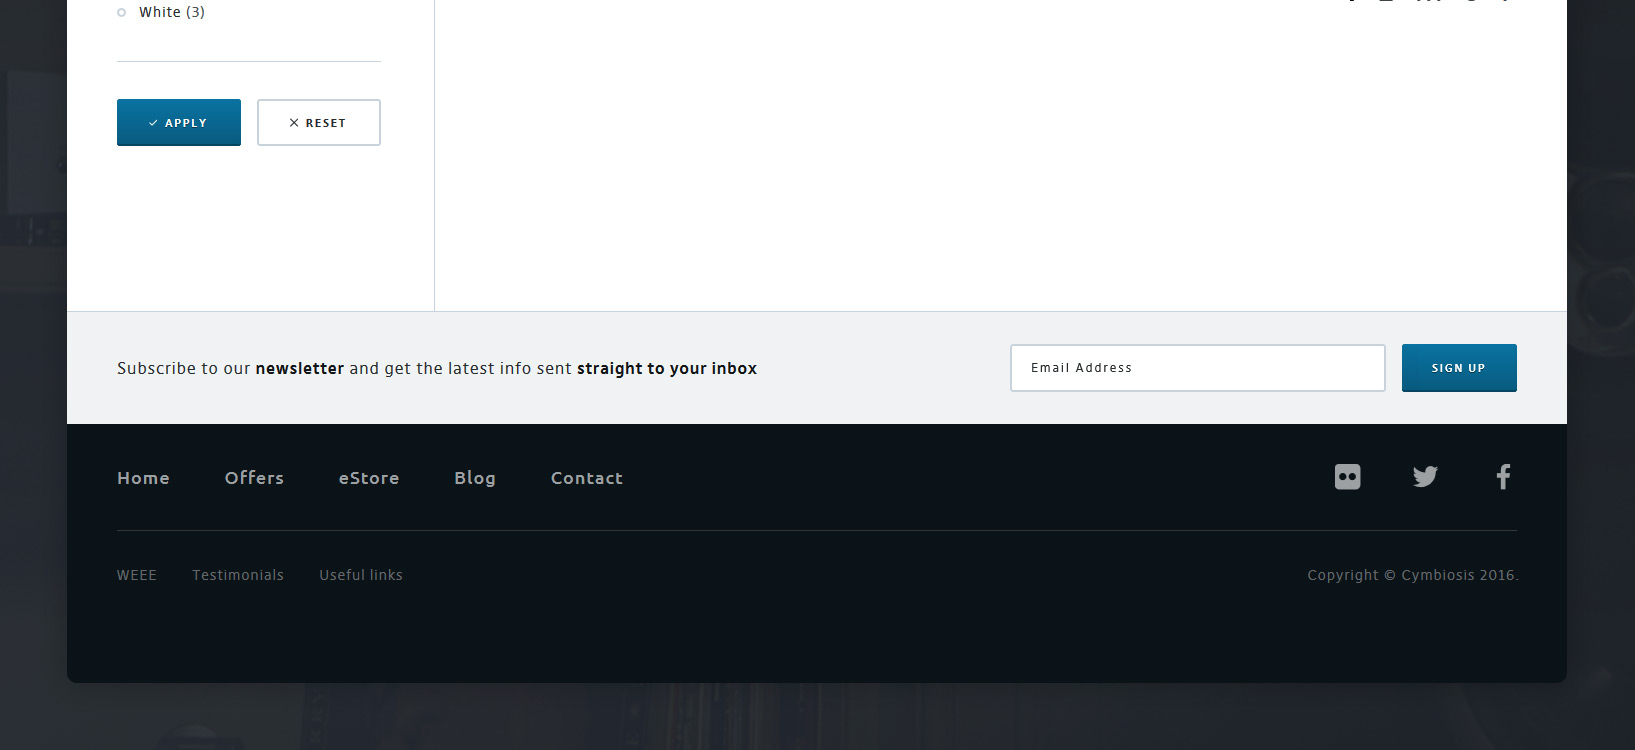 White (3)
APPLY
RESET
Subscribe to our newsletter and get the latest info sent straight to your inbox
Email Address
SIGN UP
Home Offers eStore Blog Contact
WEEE Testimonials Useful links
Copyright © Cymbiosis 2016.